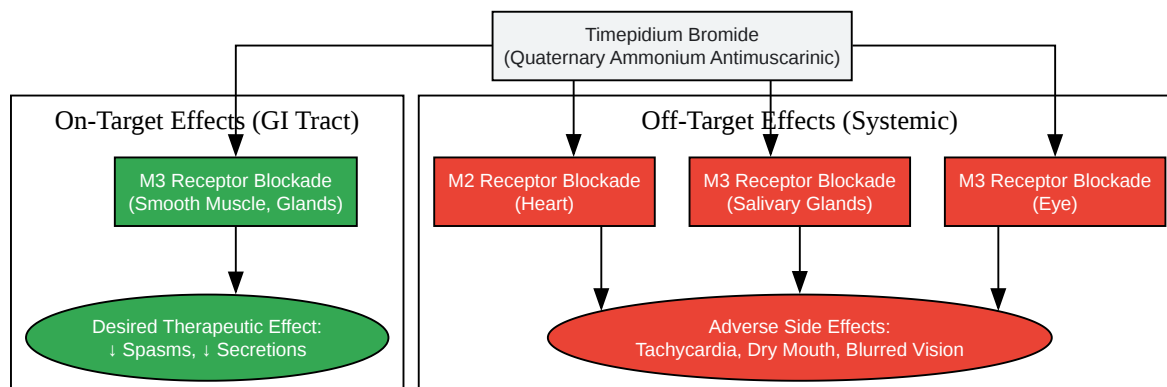 Timepidium Bromide
(Quaternary Ammonium Antimuscarinic)
On-Target Effects (GI Tract)
Off-Target Effects (Systemic)
M3 Receptor Blockade
(Smooth Muscle, Glands)
M2 Receptor Blockade
(Heart)
M3 Receptor Blockade
(Salivary Glands)
M3 Receptor Blockade
(Eye)
Desired Therapeutic Effect:
↓ Spasms, ↓ Secretions
Adverse Side Effects:
Tachycardia, Dry Mouth, Blurred Vision